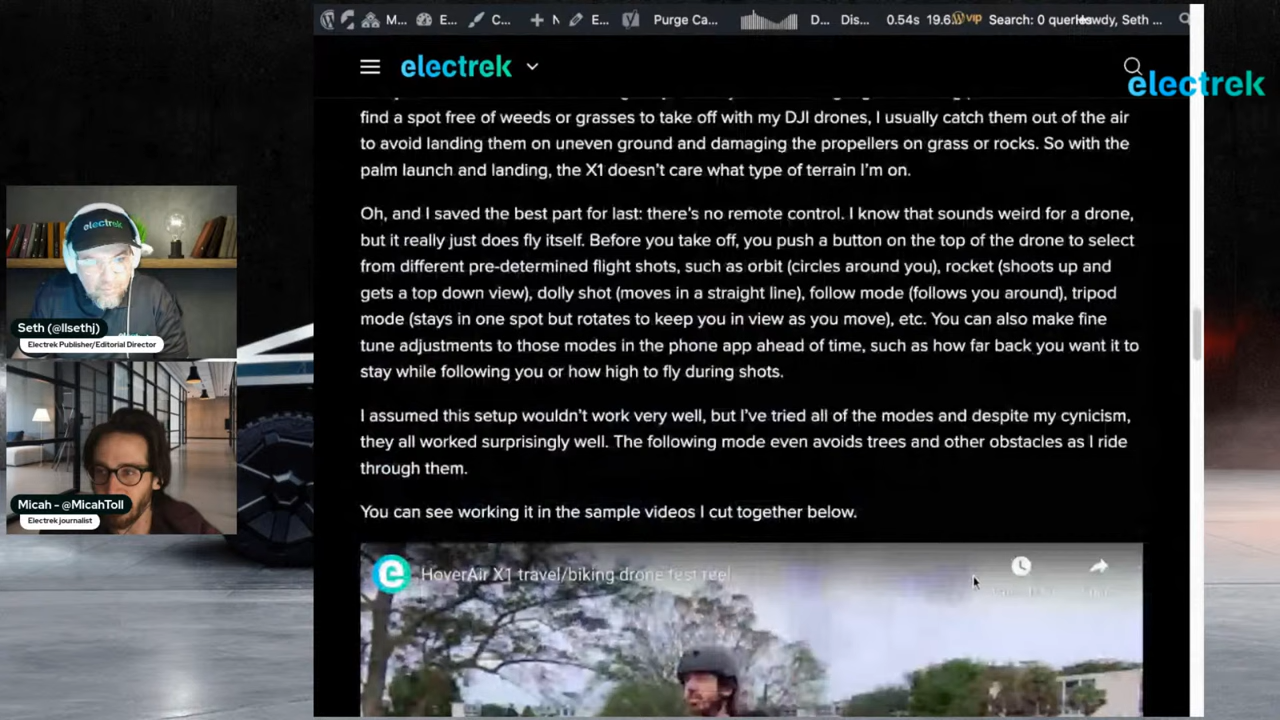 M...
E...
C...
N
E...
Purge Ca...
D...
Dis...
0.54s
19.6
vip
Search: 0 queries
Howdy, Seth ...
electrek
electrek
find a spot free of weeds or grasses to take off with my DJI drones, I usually catch them out of the air
to avoid landing them on uneven ground and damaging the propellers on grass or rocks. So with the
palm launch and landing, the X1 doesn't care what type of terrain I'm on.
Oh, and I saved the best part for last: there's no remote control. I know that sounds weird for a drone,
but it really just does fly itself. Before you take off, you push a button on the top of the drone to select
from different pre-determined flight shots, such as orbit (circles around you), rocket (shoots up and
gets a top down view), dolly shot (moves in a straight line), follow mode (follows you around), tripod
mode (stays in one spot but rotates to keep you in view as you move), etc. You can also make fine
tune adjustments to those modes in the phone app ahead of time, such as how far back you want it to
stay while following you or how high to fly during shots.
I assumed this setup wouldn't work very well, but I've tried all of the modes and despite my cynicism,
they all worked surprisingly well. The following mode even avoids trees and other obstacles as I ride
through them.
You can see working it in the sample videos I cut together below.
e
HoverAir X1 travel/biking drone test reel
electrek
Seth (@llsethj)
Electrek Publisher/Editorial Director
Micah - @MicahToll
Electrek journalist